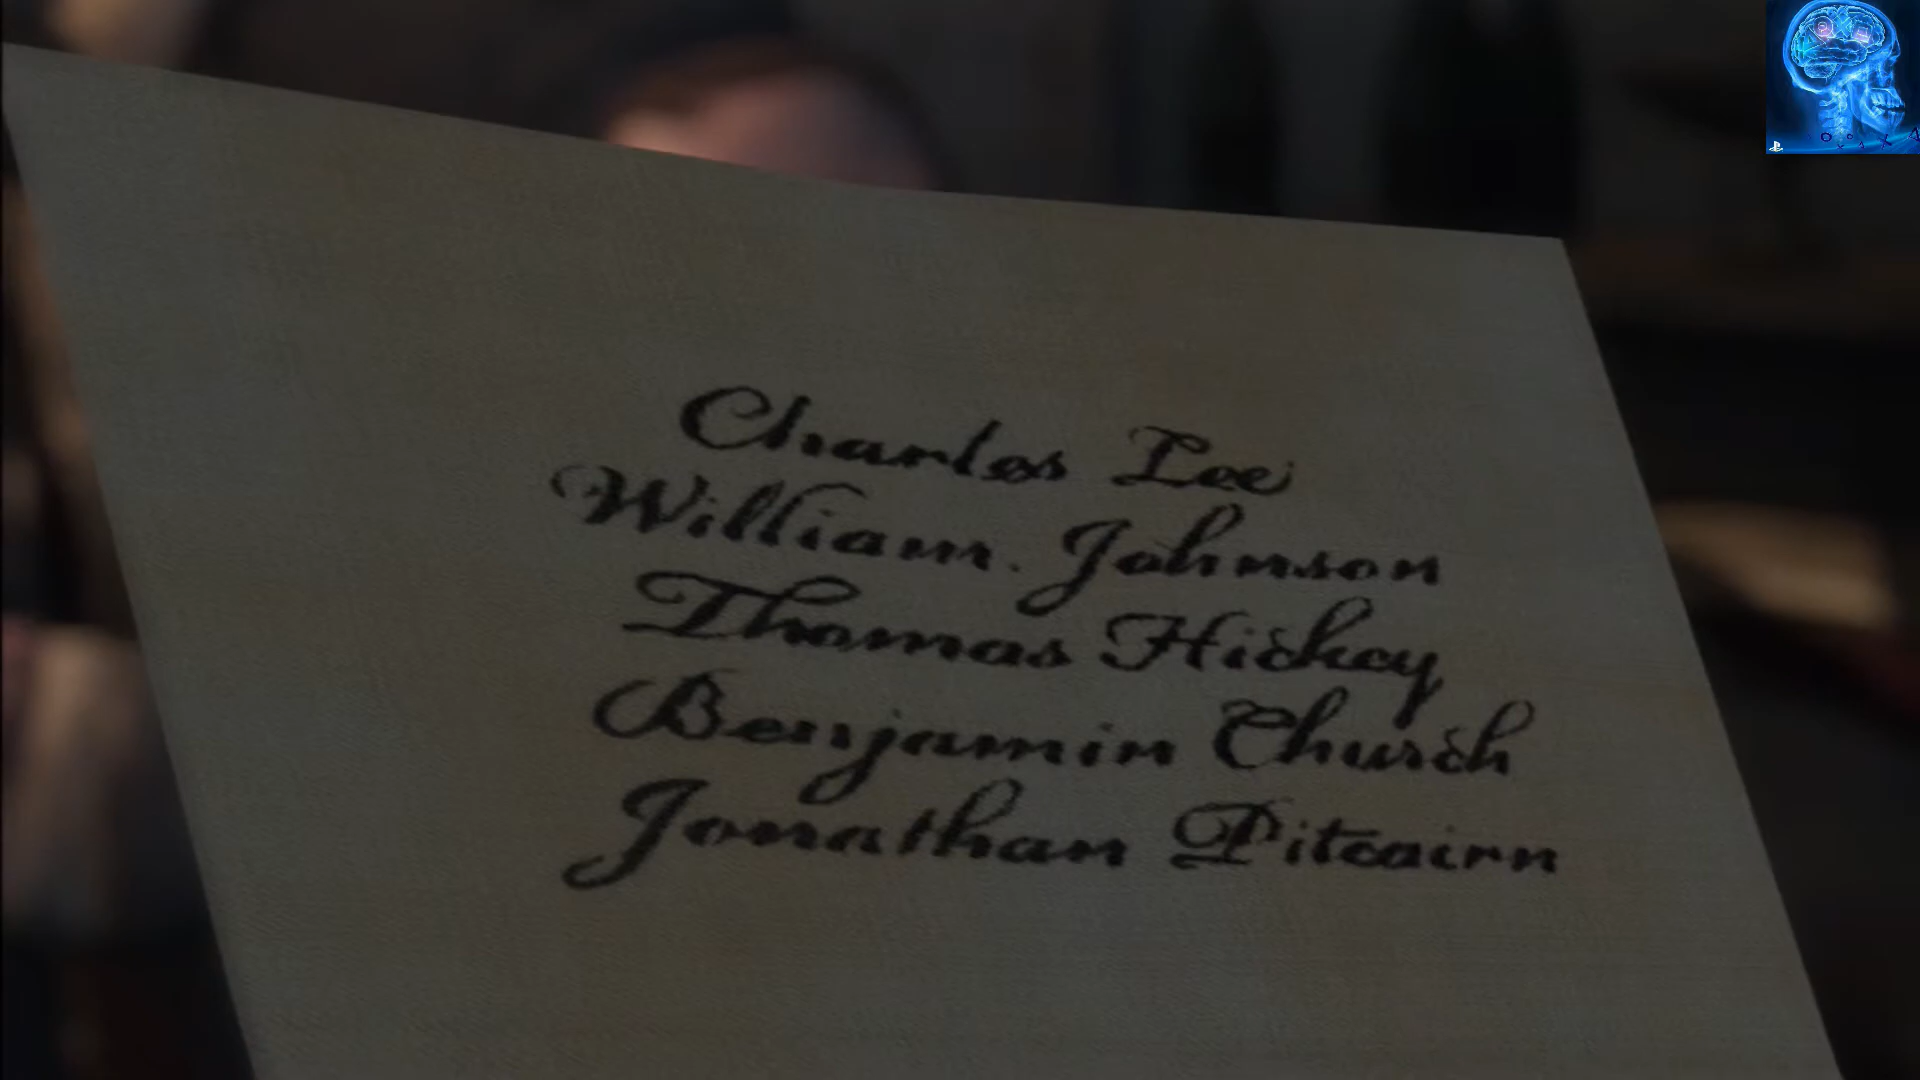 Charles Lee
William. Johnson
Thomas Hickey
Benjamin Church
Jonathan Pitcairn